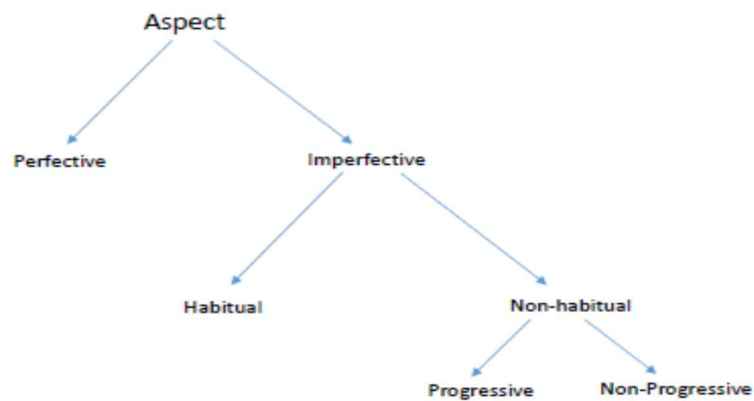 Aspect
Perfective
Imperfective
Habitual
Non-habitual
Progressive
Non-Progressive